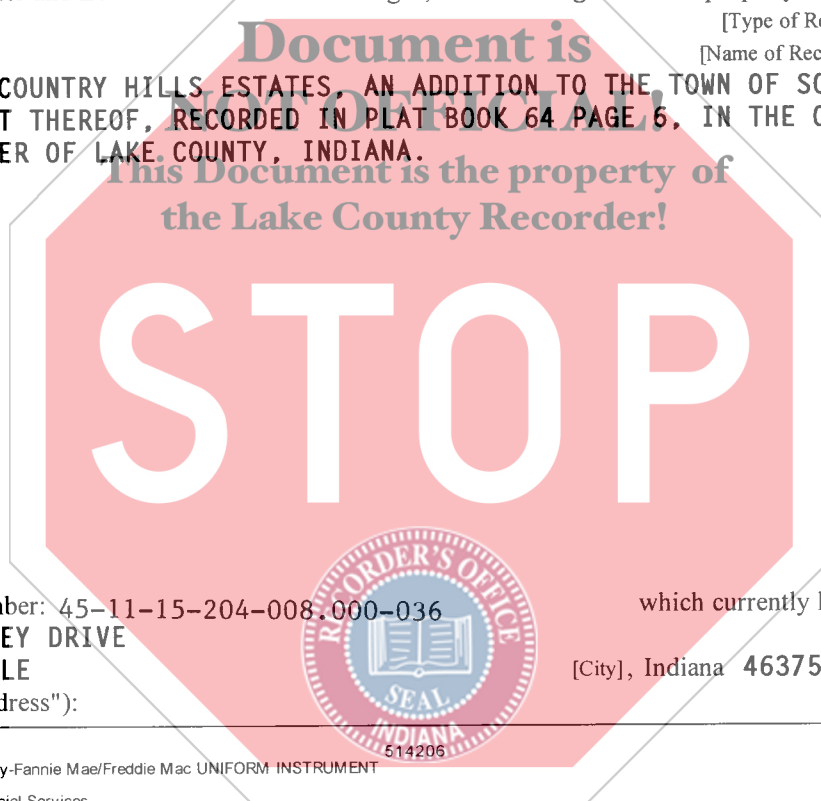 [Type of Re
Document is
[Name of Rec
COUNTRY HILLS ESTATES, AN ADDITION TO THE TOWN OF SC
NOT OFFICIAL!
T THEREOF, RECORDED IN PLAT BOOK 64 PAGE 6, IN THE O
ER OF LAKE COUNTY, INDIANA.
This Document is the property of
the Lake County Recorder!
STOP
RECORDER'S OFFICE
SEAL
INDIANA
ber: 45-11-15-204-008.000-036 which currently h
EY DRIVE
LE [City], Indiana 46375
dress"):
514206
y-Fannie Mae/Freddie Mac UNIFORM INSTRUMENT